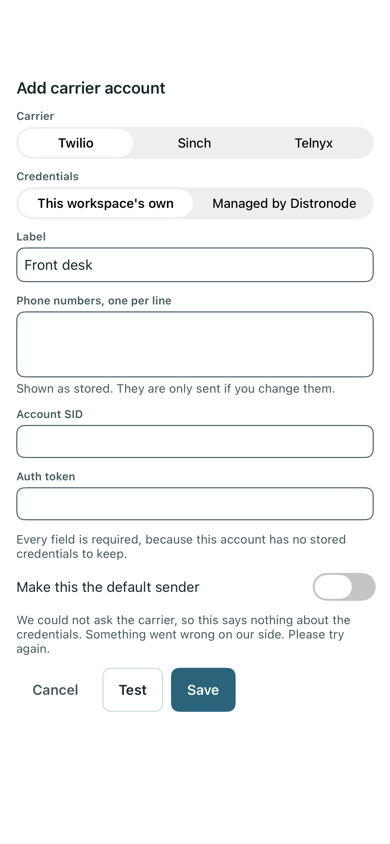 Add carrier account
Carrier
Twilio
Sinch
Telnyx
Credentials
This workspace's own
Managed by Distronode
Label
Front desk
Phone numbers, one per line
Shown as stored. They are only sent if you change them.
Account SID
Auth token
Every field is required, because this account has no stored
credentials to keep.
Make this the default sender
We could not ask the carrier, so this says nothing about the
credentials. Something went wrong on our side. Please try
again.
Cancel
Test
Save